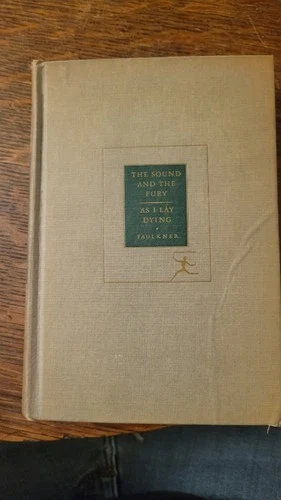 THE SOUND
AND THE
FURY
AS I LAY
DYING
FAULKNER